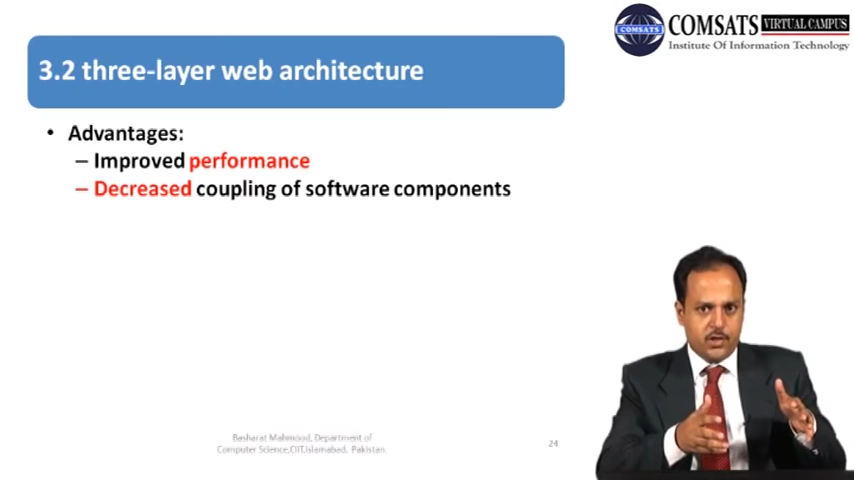 COMSATS VIRTUAL CAMPUS
Institute Of Information Technology
COMSATS
3.2 three-layer web architecture
• Advantages:
– Improved performance
– Decreased coupling of software components
Basharat Mahmood, Department of
Computer Science,CIIT,Islamabad, Pakistan.
24